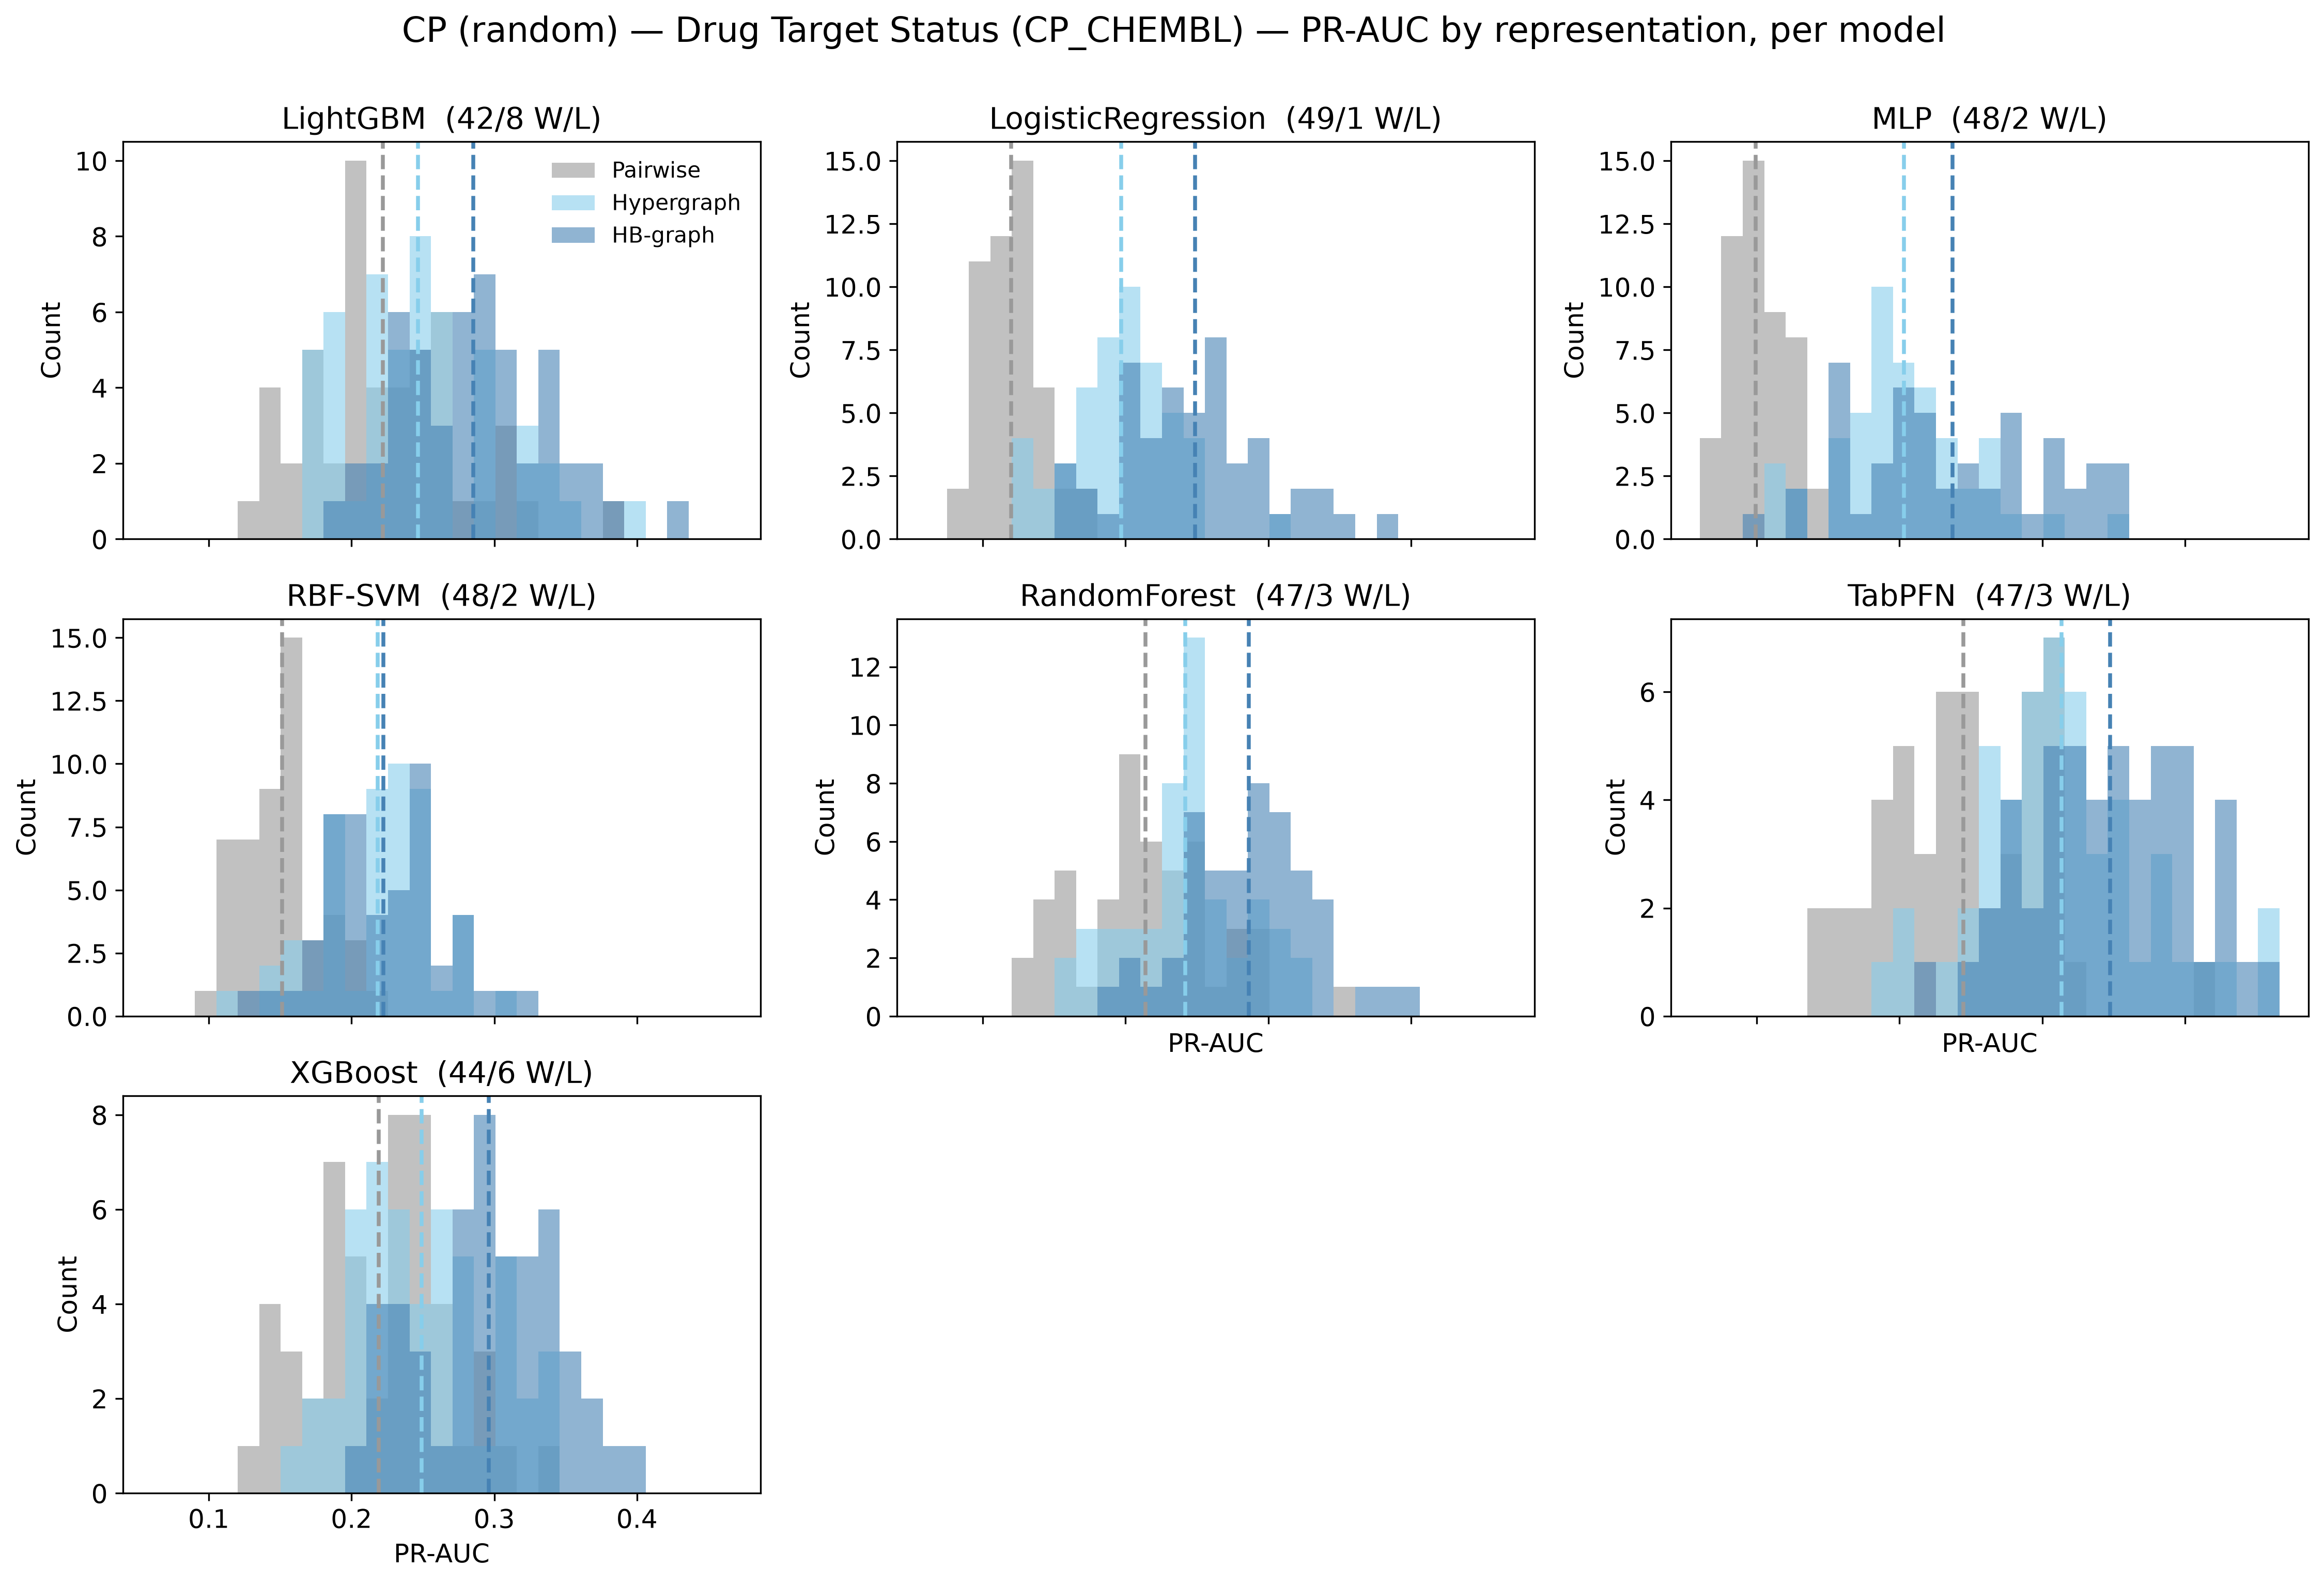 CP (random) — Drug Target Status (CP_CHEMBL) — PR-AUC by representation, per model
LightGBM (42/8 W/L)
Count
10
8
6
4
2
0
Pairwise
Hypergraph
HB-graph
LogisticRegression (49/1 W/L)
Count
15.0
12.5
10.0
7.5
5.0
2.5
0.0
MLP (48/2 W/L)
Count
15.0
12.5
10.0
7.5
5.0
2.5
0.0
RBF-SVM (48/2 W/L)
Count
15.0
12.5
10.0
7.5
5.0
2.5
0.0
RandomForest (47/3 W/L)
Count
12
10
8
6
4
2
0
PR-AUC
TabPFN (47/3 W/L)
Count
6
4
2
0
PR-AUC
XGBoost (44/6 W/L)
Count
8
6
4
2
0
0.1 0.2 0.3 0.4
PR-AUC